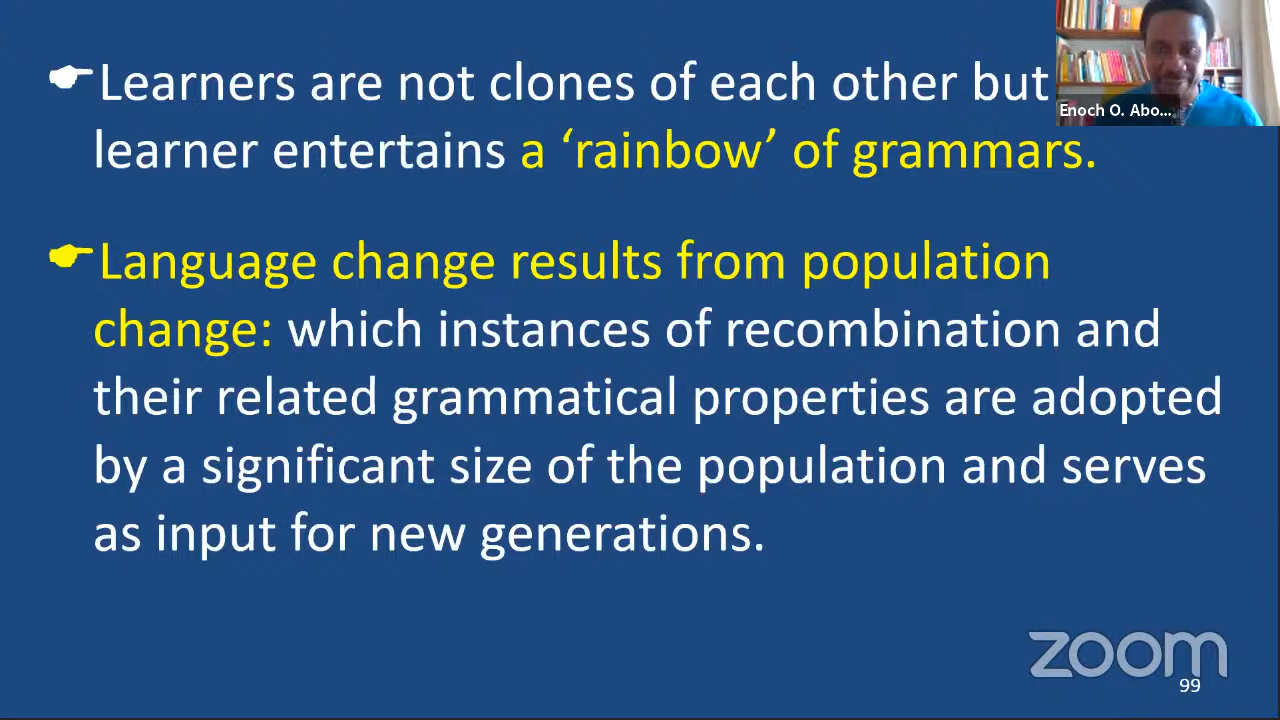 ☛Learners are not clones of each other but
learner entertains a ‘rainbow’ of grammars.
☛Language change results from population
change: which instances of recombination and
their related grammatical properties are adopted
by a significant size of the population and serves
as input for new generations.
Enoch O. Abo...
zoom
99